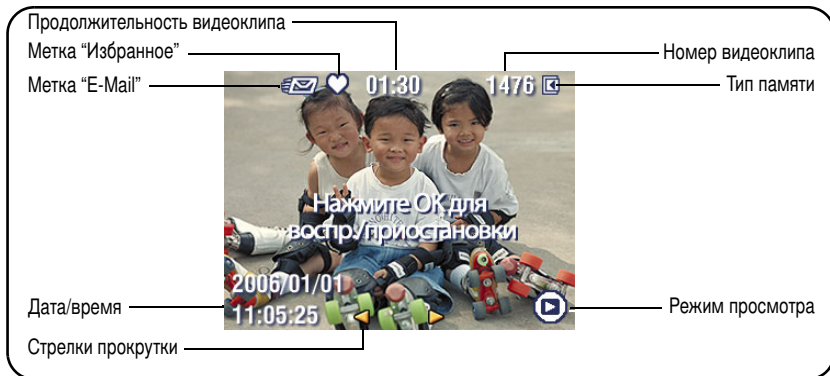 Продолжительность видеоклипа
Метка “Избранное”
Номер видеоклипа
Метка “E-Mail”
01:30
1476
Тип памяти
Нажмите OK для
воспр./приостановки
2006/01/01
11:05:25
Дата/время
Режим просмотра
Стрелки прокрутки